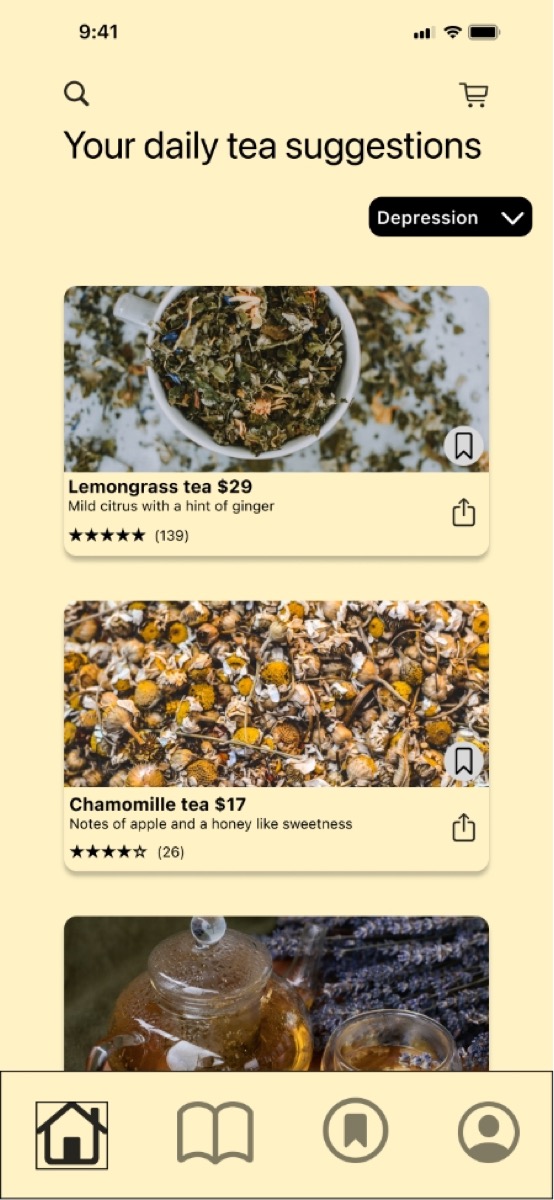 9:41
Your daily tea suggestions
Depression
Lemongrass tea $29
Mild citrus with a hint of ginger
★★★★★ (139)
Chamomille tea $17
Notes of apple and a honey like sweetness
★★★★☆ (26)